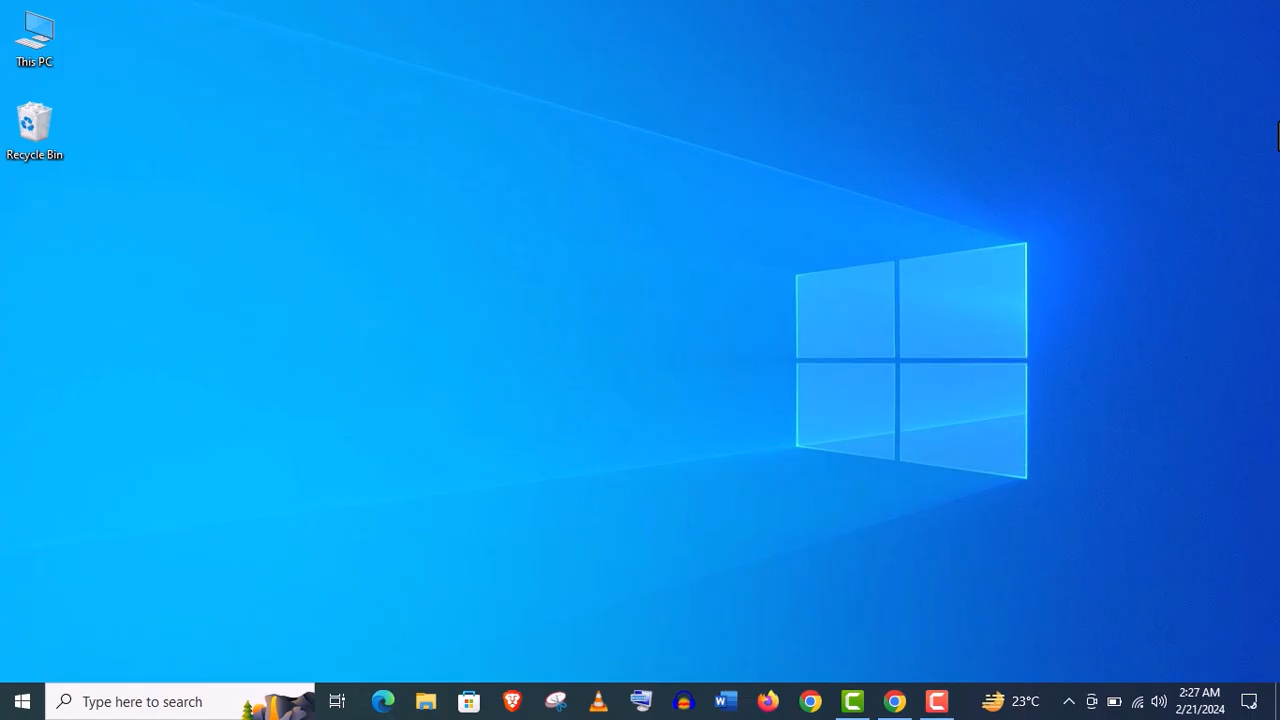 This PC
Recycle Bin
Type here to search
23°C
2:27 AM
2/21/2024